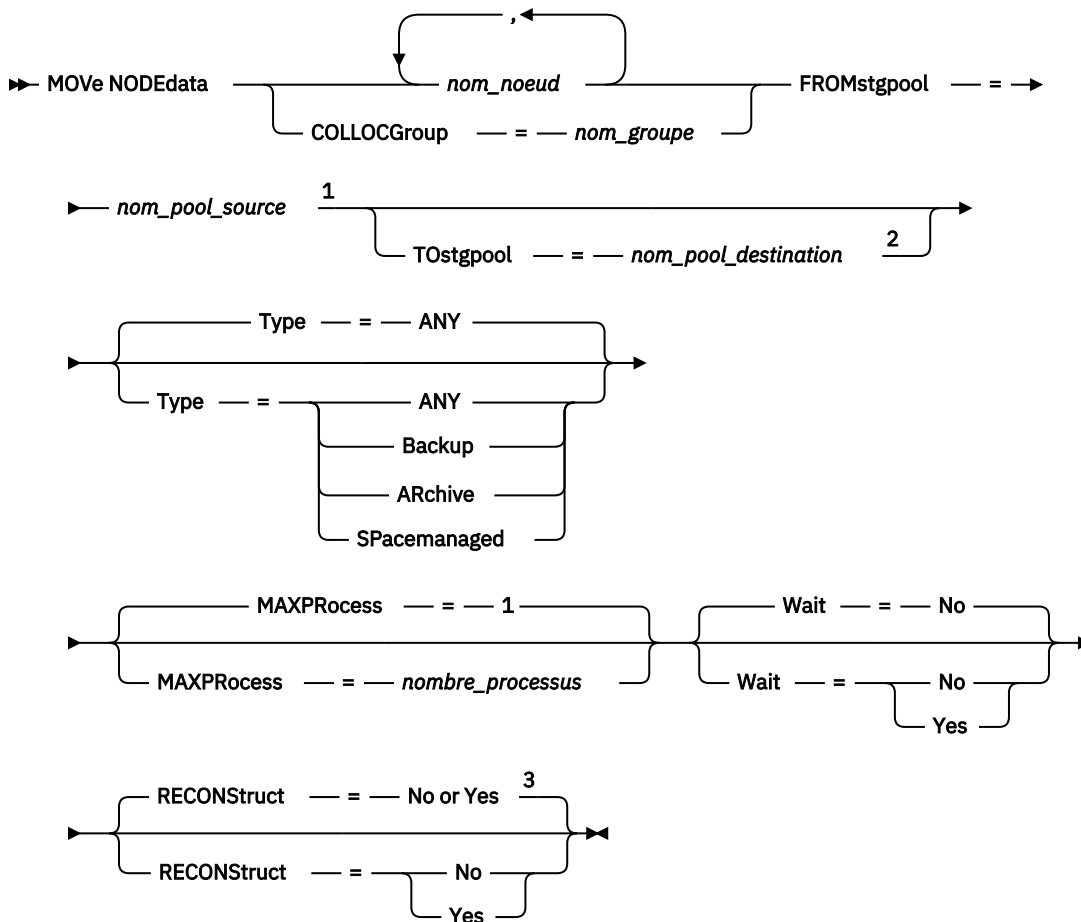 ,
MOVe NODEdata nom_noeud FROMstgpool =
COLLOCGroup = nom_groupe
nom_pool_source 1
TOstgpool = nom_pool_destination 2
Type = ANY
Type = ANY
Backup
ARchive
SPacemanaged
MAXPRocess = 1 Wait = No
MAXPRocess = nombre_processus Wait = No
Yes
RECONStruct = No or Yes 3
RECONStruct = No
Yes